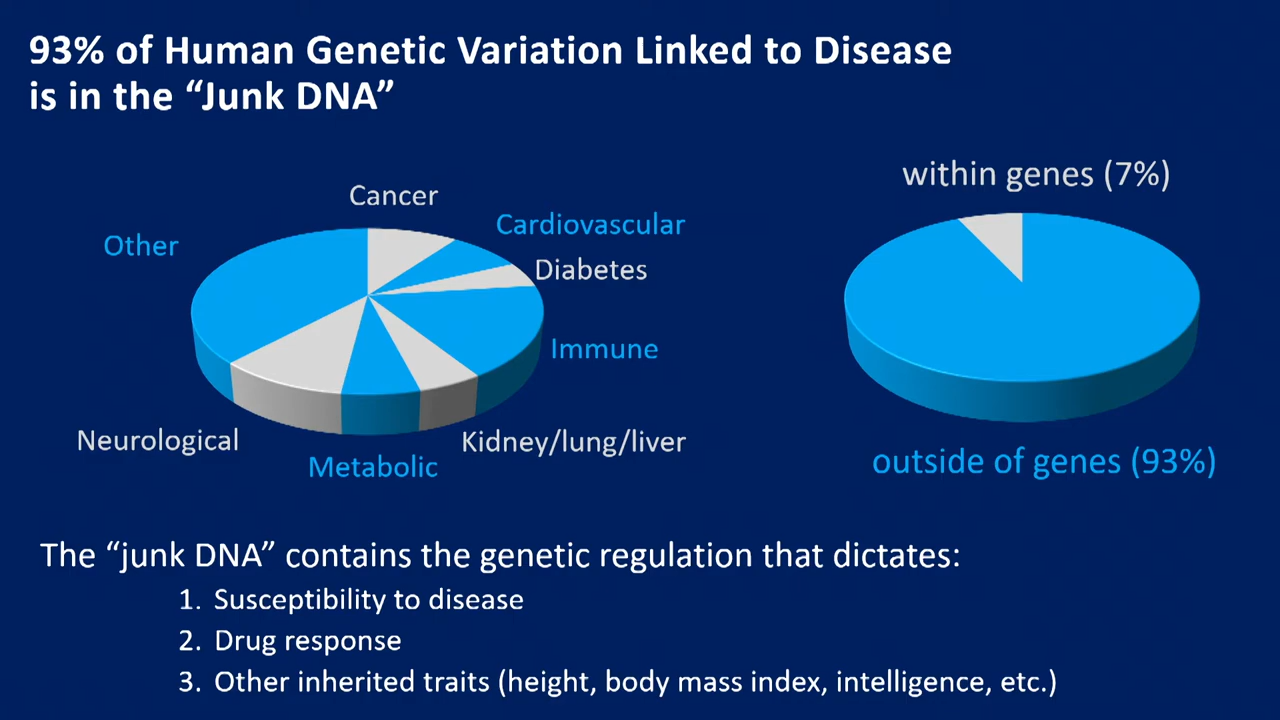 93% of Human Genetic Variation Linked to Disease
is in the “Junk DNA”
Cancer
Cardiovascular
Diabetes
Immune
Kidney/lung/liver
Metabolic
Neurological
Other
within genes (7%)
outside of genes (93%)
The “junk DNA” contains the genetic regulation that dictates:
1. Susceptibility to disease
2. Drug response
3. Other inherited traits (height, body mass index, intelligence, etc.)